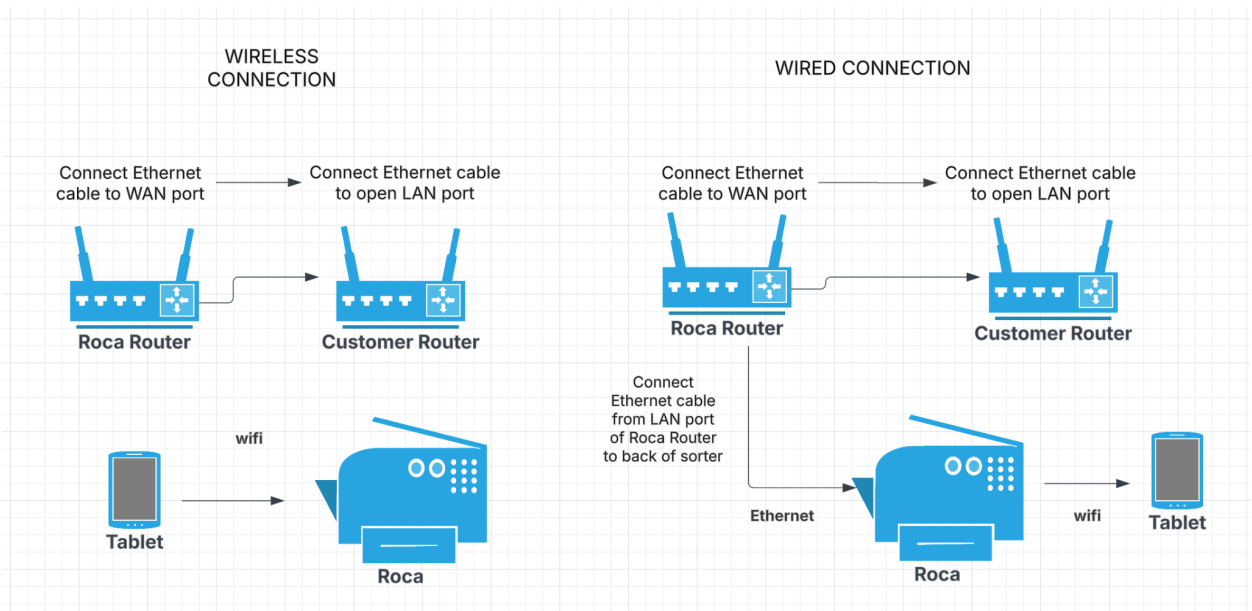 WIRELESS
CONNECTION
Connect Ethernet
cable to WAN port
Connect Ethernet cable
to open LAN port
Roca Router
Customer Router
wifi
Tablet
Roca
WIRED CONNECTION
Connect Ethernet
cable to WAN port
Connect Ethernet cable
to open LAN port
Roca Router
Customer Router
Connect
Ethernet cable
from LAN port
of Roca Router
to back of sorter
Ethernet
wifi
Roca
Tablet